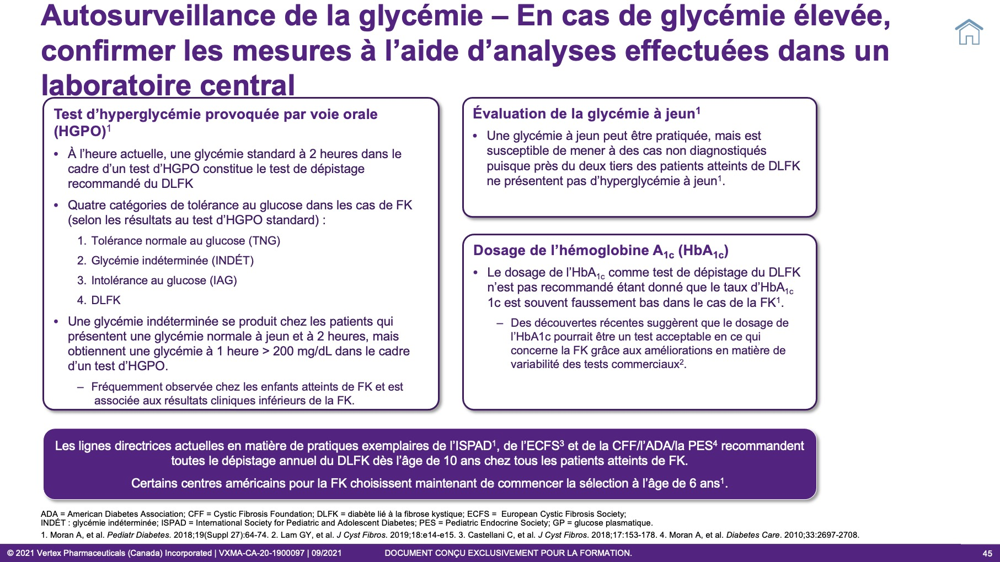 Autosurveillance de la glycémie – En cas de glycémie élevée,
confirmer les mesures à l’aide d’analyses effectuées dans un
laboratoire central
Test d’hyperglycémie provoquée par voie orale
(HGPO)1
• À l’heure actuelle, une glycémie standard à 2 heures dans le
cadre d’un test d’HGPO constitue le test de dépistage
recommandé du DLFK
• Quatre catégories de tolérance au glucose dans les cas de FK
(selon les résultats au test d’HGPO standard) :
1. Tolérance normale au glucose (TNG)
2. Glycémie indéterminée (INDÉT)
3. Intolérance au glucose (IAG)
4. DLFK
• Une glycémie indéterminée se produit chez les patients qui
présentent une glycémie normale à jeun et à 2 heures, mais
obtiennent une glycémie à 1 heure > 200 mg/dL dans le cadre
d’un test d’HGPO.
– Fréquemment observée chez les enfants atteints de FK et est
associée aux résultats cliniques inférieurs de la FK.
Évaluation de la glycémie à jeun1
• Une glycémie à jeun peut être pratiquée, mais est
susceptible de mener à des cas non diagnostiqués
puisque près du deux tiers des patients atteints de DLFK
ne présentent pas d’hyperglycémie à jeun1.
Dosage de l’hémoglobine A1c (HbA1c)
• Le dosage de l’HbA1c comme test de dépistage du DLFK
n’est pas recommandé étant donné que le taux d’HbA1c
1c est souvent faussement bas dans le cas de la FK1.
– Des découvertes récentes suggèrent que le dosage de
l’HbA1c pourrait être un test acceptable en ce qui
concerne la FK grâce aux améliorations en matière de
variabilité des tests commerciaux2.
Les lignes directrices actuelles en matière de pratiques exemplaires de l’ISPAD1, de l’ECFS3 et de la CFF/l’ADA/la PES4 recommandent
toutes le dépistage annuel du DLFK dès l’âge de 10 ans chez tous les patients atteints de FK.
Certains centres américains pour la FK choisissent maintenant de commencer la sélection à l’âge de 6 ans1.
ADA = American Diabetes Association; CFF = Cystic Fibrosis Foundation; DLFK = diabète lié à la fibrose kystique; ECFS = European Cystic Fibrosis Society;
INDÉT : glycémie indéterminée; ISPAD = International Society for Pediatric and Adolescent Diabetes; PES = Pediatric Endocrine Society; GP = glucose plasmatique.
1. Moran A, et al. Pediatr Diabetes. 2018;19(Suppl 27):64-74. 2. Lam GY, et al. J Cyst Fibros. 2019;18:e14-e15. 3. Castellani C, et al. J Cyst Fibros. 2018;17:153-178. 4. Moran A, et al. Diabetes Care. 2010;33:2697-2708.
© 2021 Vertex Pharmaceuticals (Canada) Incorporated | VXMA-CA-20-1900097 | 09/2021 DOCUMENT CONÇU EXCLUSIVEMENT POUR LA FORMATION. 45